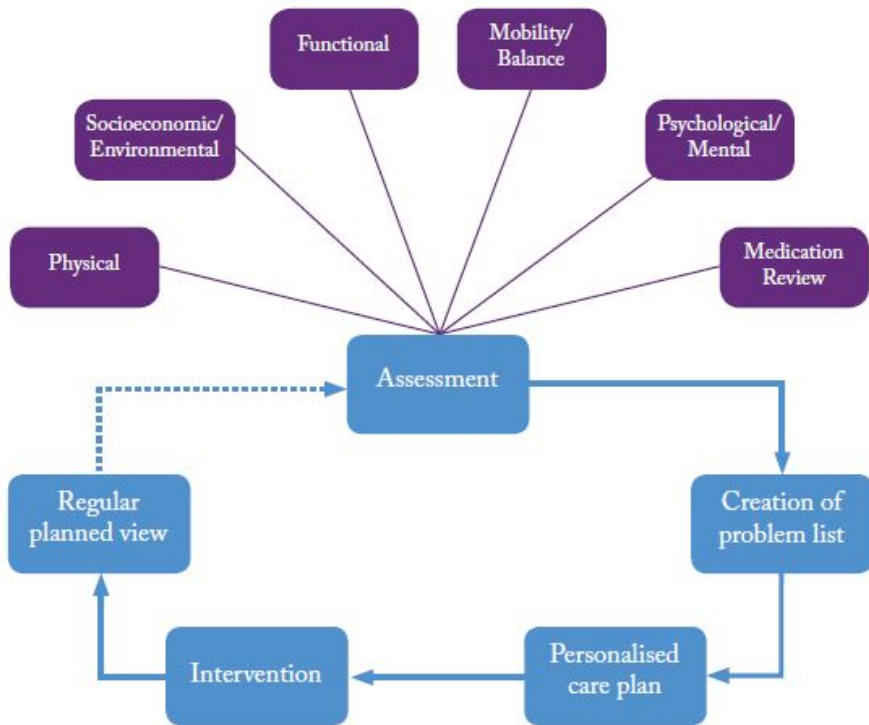 Functional
Mobility/
Balance
Socioeconomic/
Environmental
Psychological/
Mental
Physical
Medication
Review
Assessment
Regular
planned view
Creation of
problem list
Intervention
Personalised
care plan